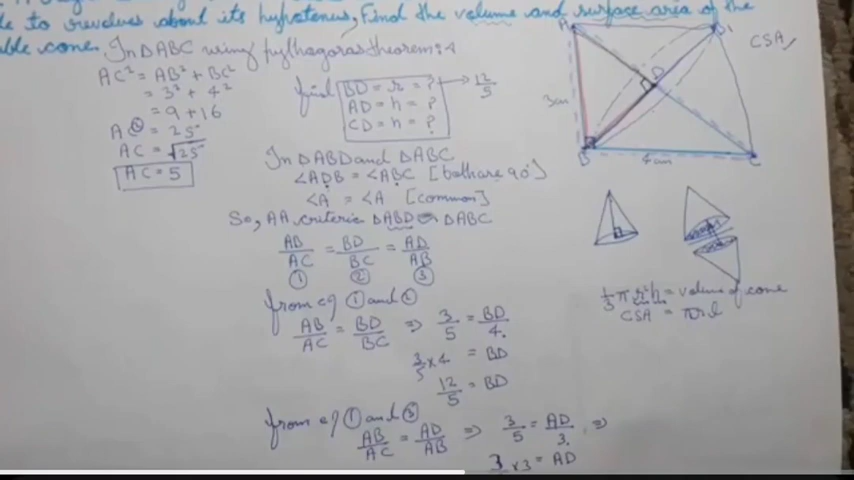 de to revolves about its hypotenus, Find the volume and surface area of the
ble cone. In ΔABC using pythagoras theorem:-
AC² = AB² + BC²
= 3² + 4²
= 9 + 16
AC² = 25
AC = √25
AC = 5
find BD = r = ? → 12/5
AD = h = ?
CD = h = ?
In ΔABD and ΔABC
∠ADB = ∠ABC [both are 90°]
∠A = ∠A [common]
So, AA criteria ΔABD ~ ΔABC
AB/AC = BD/BC = AD/AB
① ② ③
from eq ① and ②
AB/AC = BD/BC ⇒ 3/5 = BD/4
3/5 × 4 = BD
12/5 = BD
from eq ① and ③
AB/AC = AD/AB ⇒ 3/5 = AD/3 ⇒
3 × 3 = AD
A
B'
CSA
D
3cm
B
4cm
C
1/3 πr²h = volume of cone
CSA = πrl